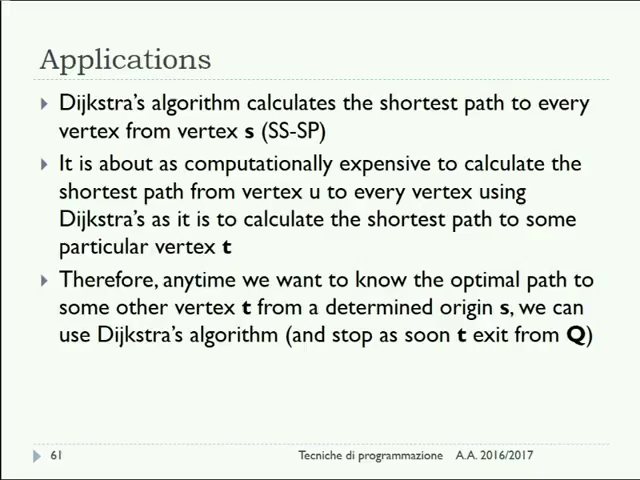 Applications
Dijkstra's algorithm calculates the shortest path to every
vertex from vertex s (SS-SP)
It is about as computationally expensive to calculate the
shortest path from vertex u to every vertex using
Dijkstra's as it is to calculate the shortest path to some
particular vertex t
Therefore, anytime we want to know the optimal path to
some other vertex t from a determined origin s, we can
use Dijkstra's algorithm (and stop as soon t exit from Q)
61 Tecniche di programmazione A.A. 2016/2017